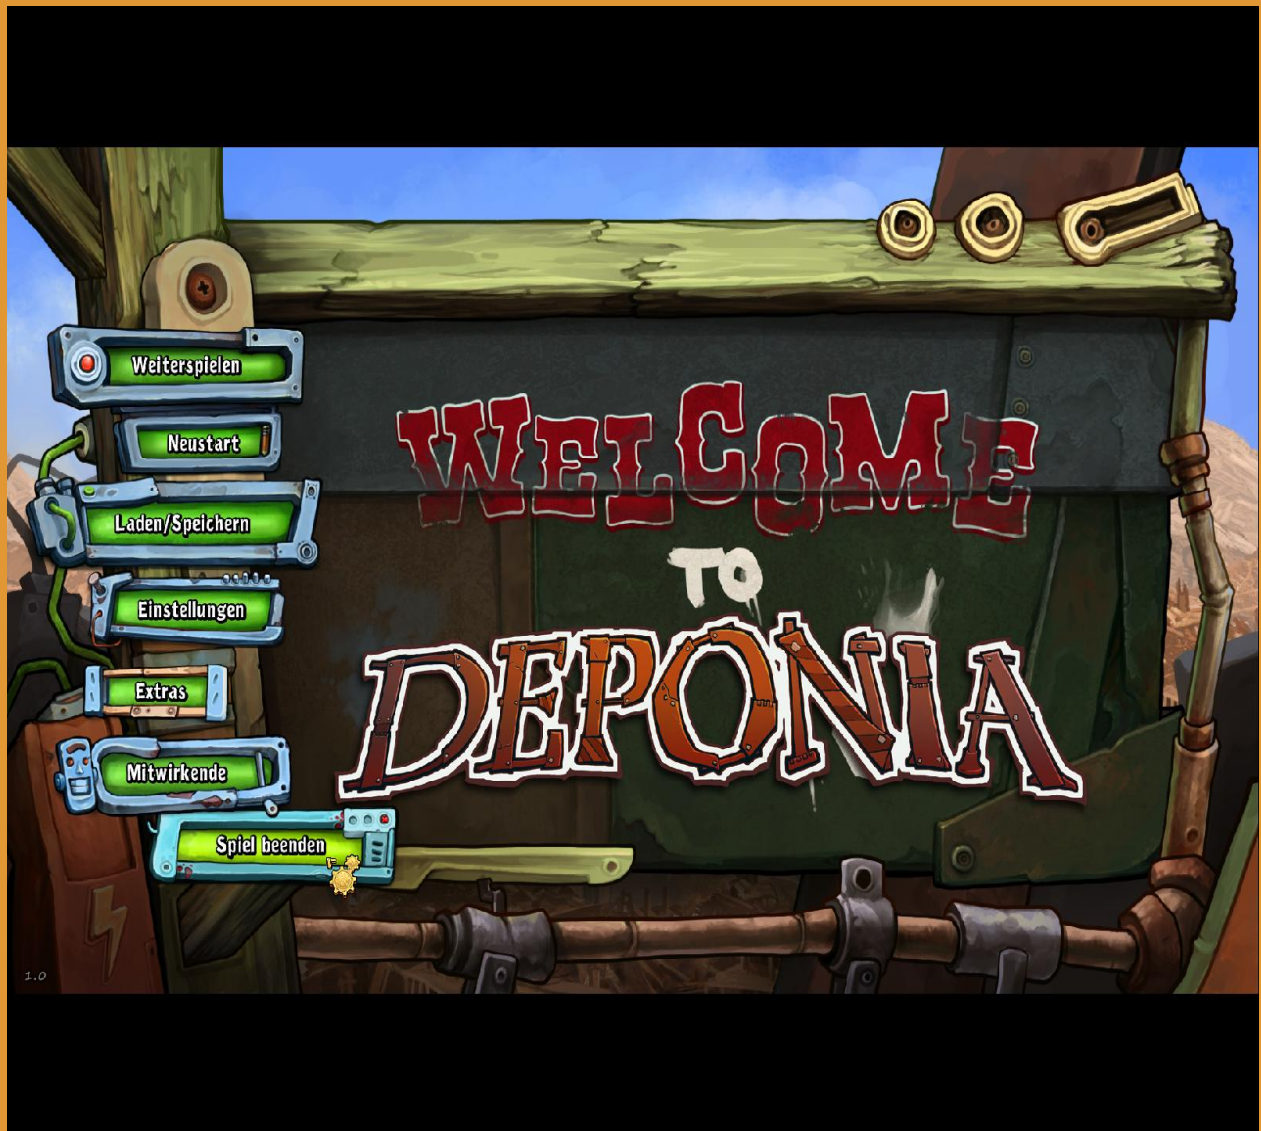 Weiterspielen
Neustart
Laden/Speichern
Einstellungen
Extras
Mitwirkende
Spiel beenden
WELCOME
TO
DEPONIA
1.0